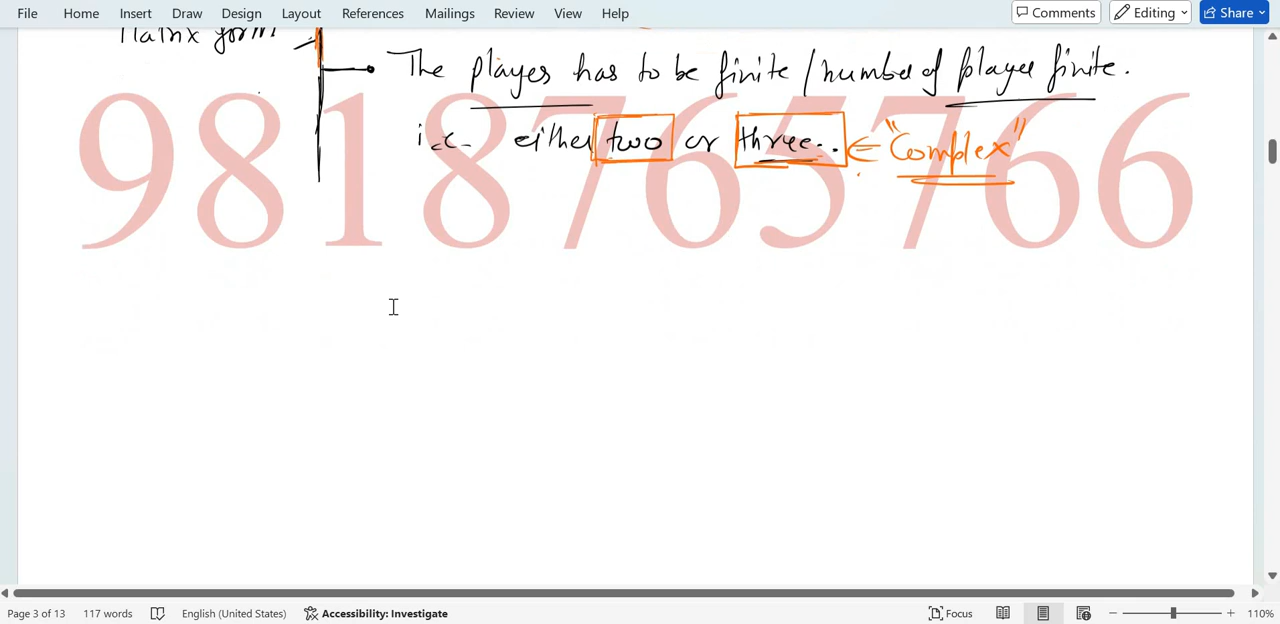 File Home Insert Draw Design Layout References Mailings Review View Help Comments Editing Share
Matrix form
The players has to be finite / number of player finite.
i.e. either two or three.. ∈ "Complex"
9818765766
Page 3 of 13 117 words English (United States) Accessibility: Investigate Focus 110%